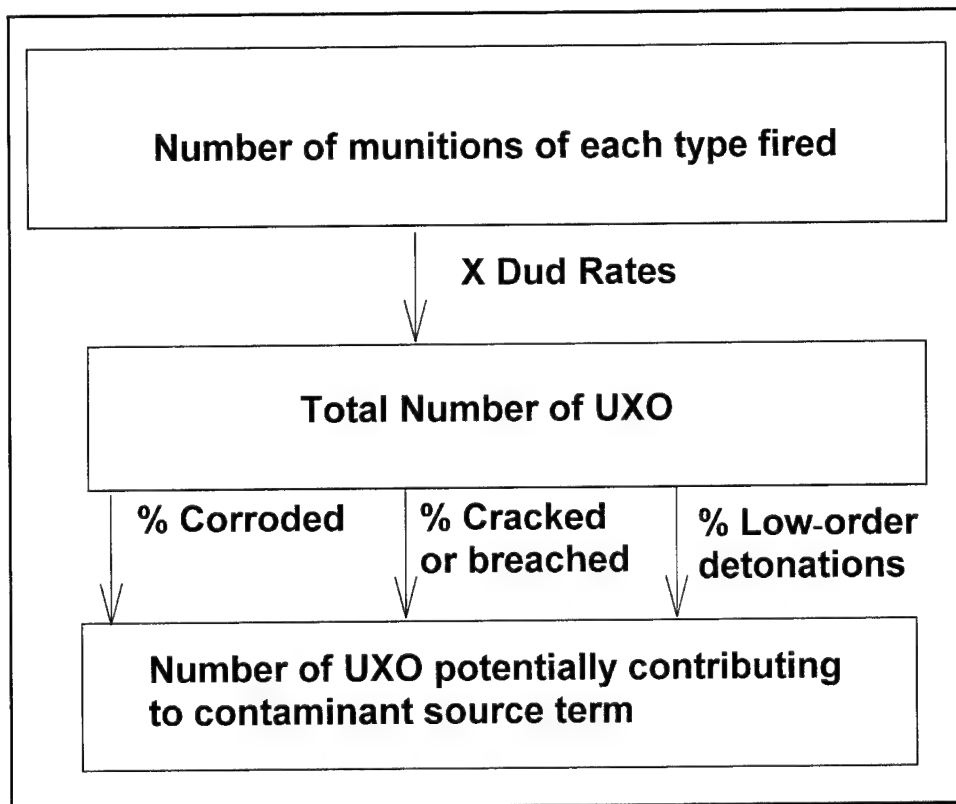 Number of munitions of each type fired
X Dud Rates
Total Number of UXO
% Corroded
% Cracked
or breached
% Low-order
detonations
Number of UXO potentially contributing
to contaminant source term